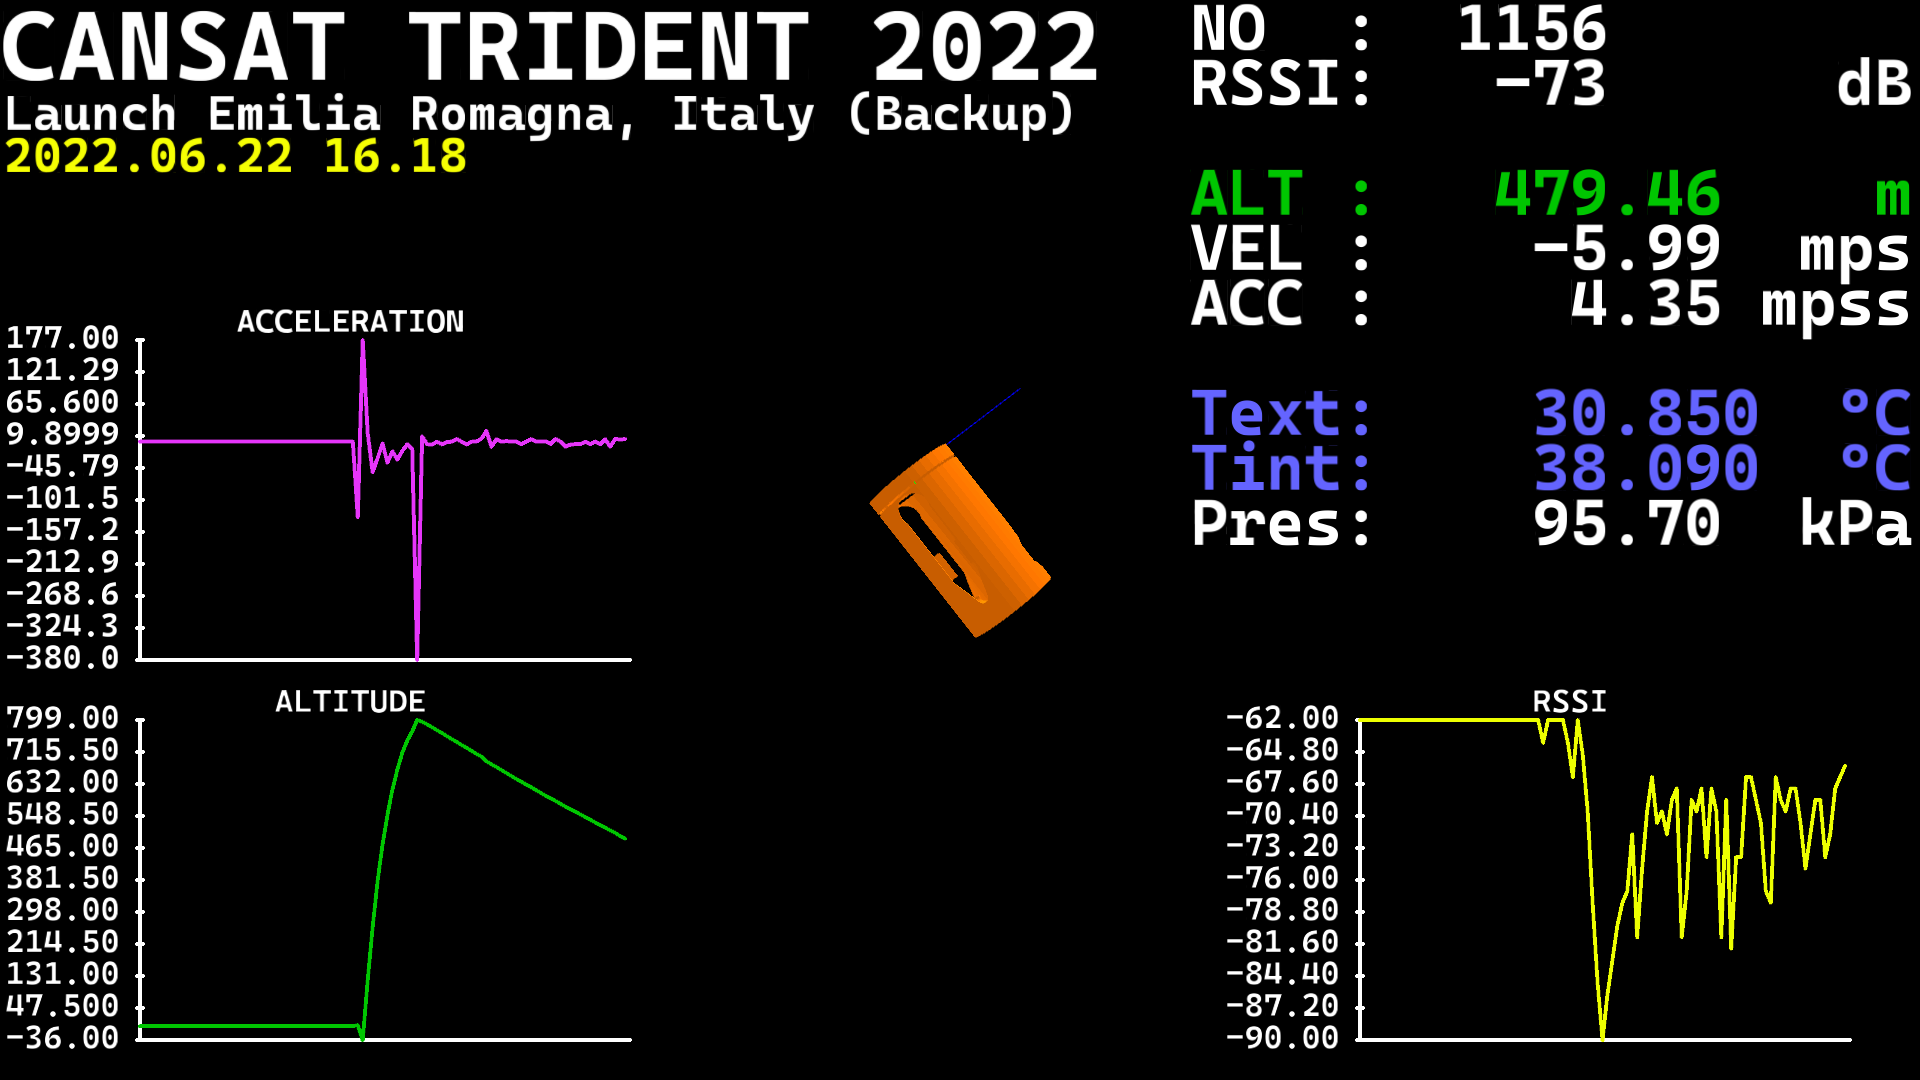 CANSAT TRIDENT 2022
Launch Emilia Romagna, Italy (Backup)
2022.06.22 16.18
NO : 1156
RSSI: -73 dB
ALT : 479.46 m
VEL : -5.99 mps
ACC : 4.35 mpss
Text: 30.850 °C
Tint: 38.090 °C
Pres: 95.70 kPa
ACCELERATION
177.00
121.29
65.600
9.8999
-45.79
-101.5
-157.2
-212.9
-268.6
-324.3
-380.0
ALTITUDE
799.00
715.50
632.00
548.50
465.00
381.50
298.00
214.50
131.00
47.500
-36.00
RSSI
-62.00
-64.80
-67.60
-70.40
-73.20
-76.00
-78.80
-81.60
-84.40
-87.20
-90.00